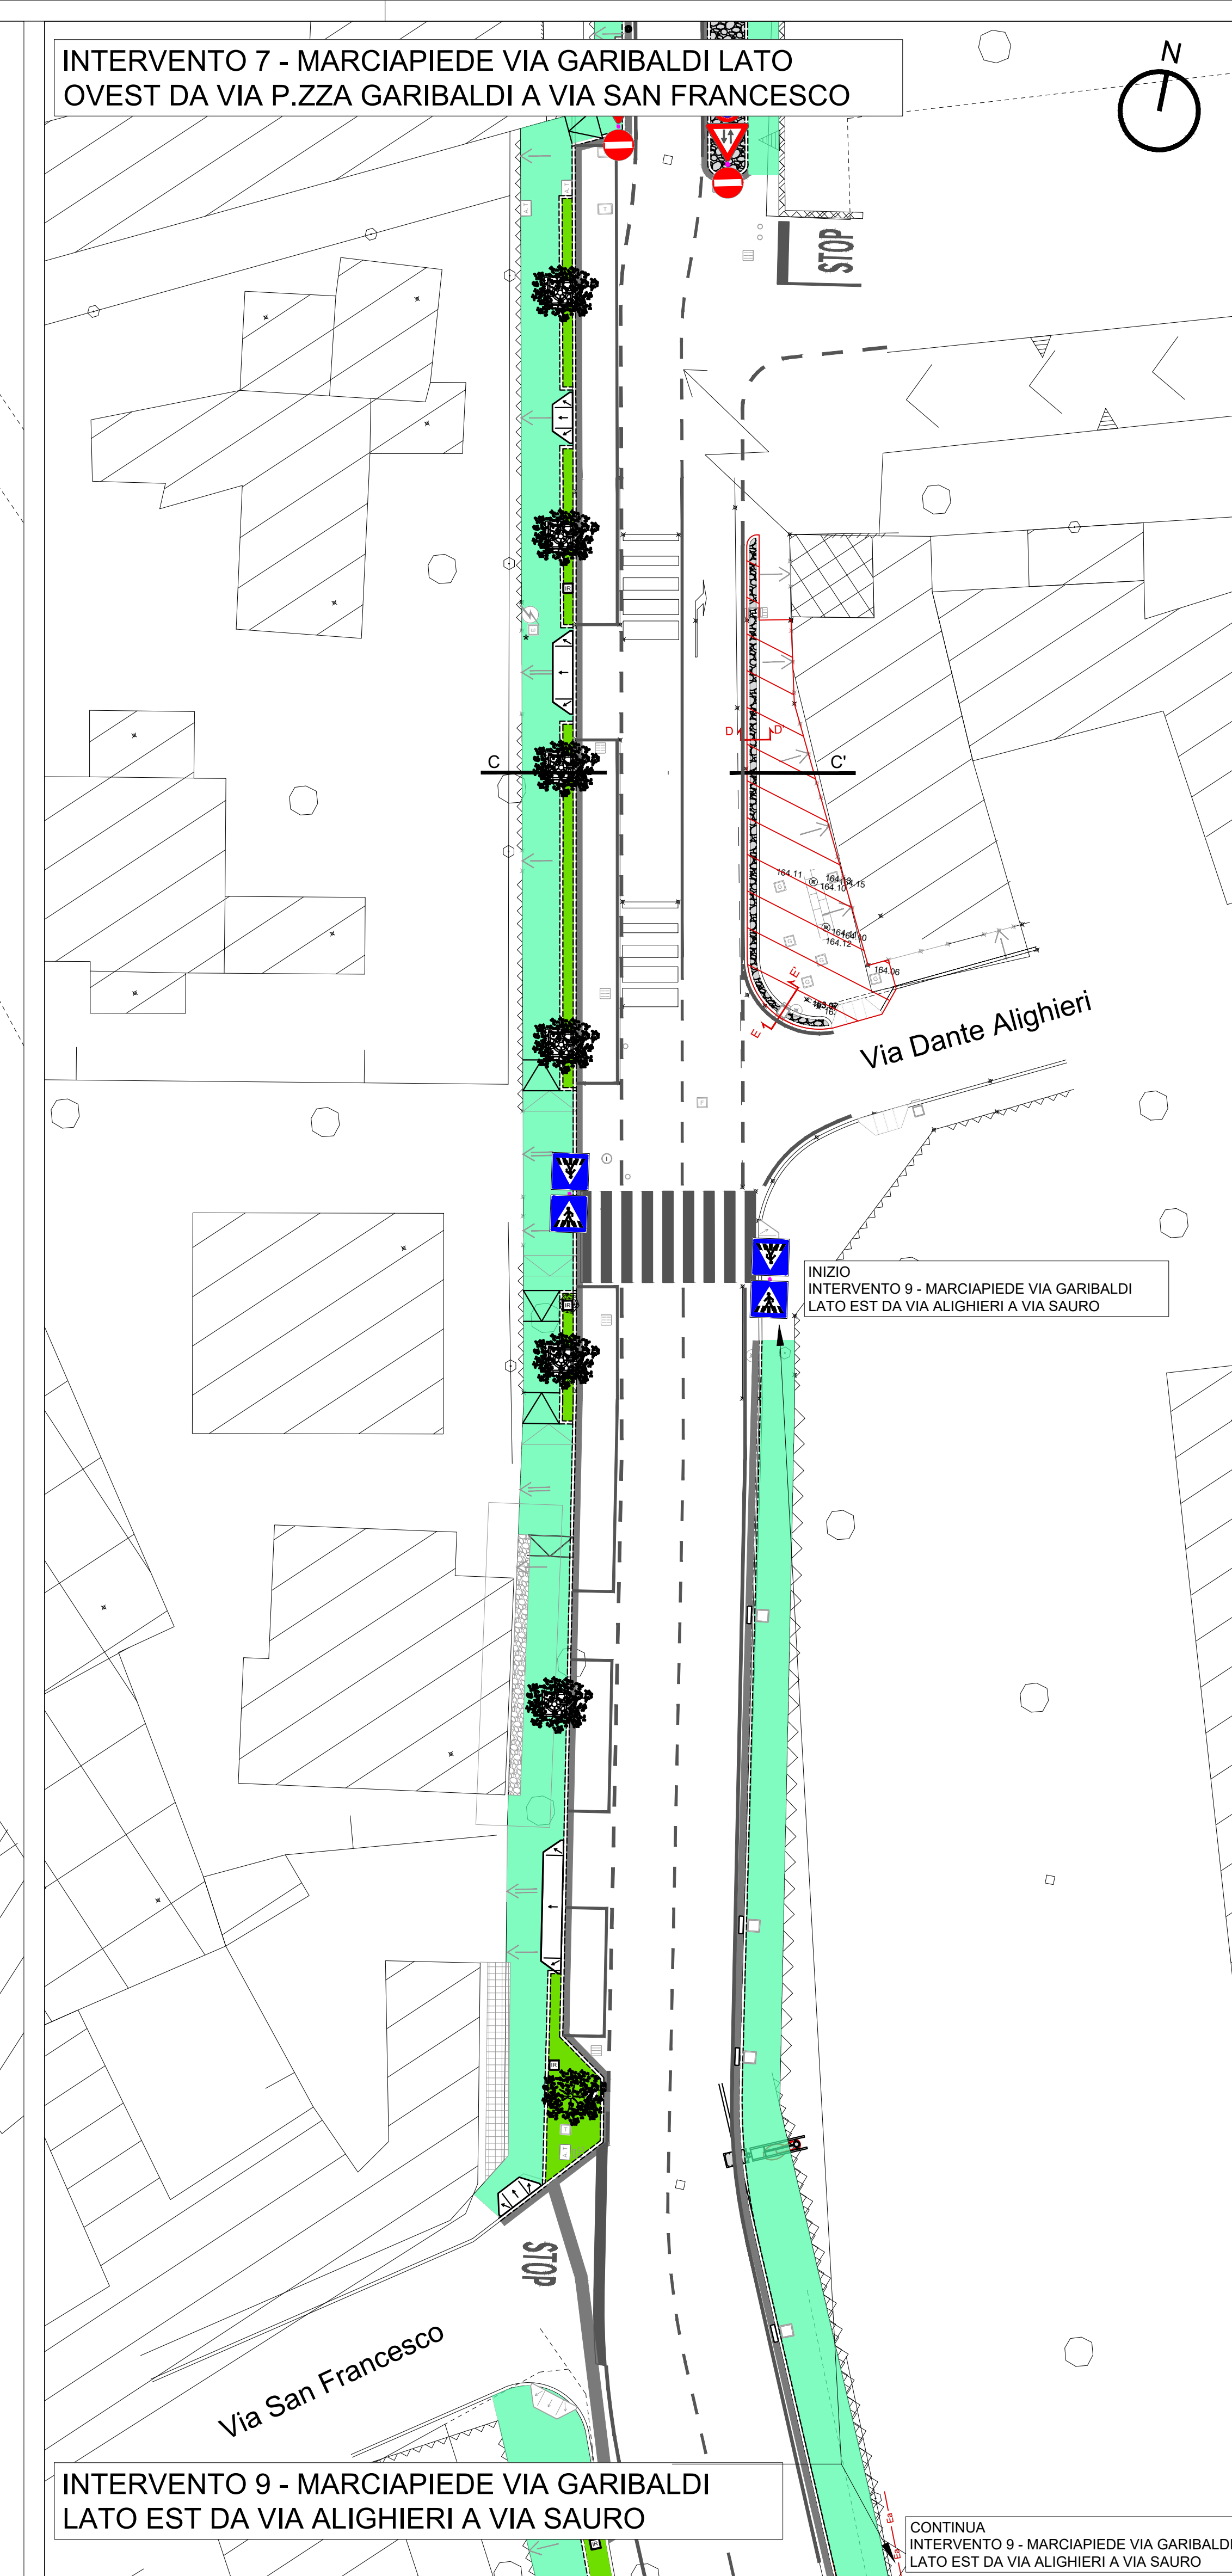 INTERVENTO 7 - MARCIAPIEDE VIA GARIBALDI LATO
OVEST DA VIA P.ZZA GARIBALDI A VIA SAN FRANCESCO
N
STOP
D
D'
C
C'
164.11
164.10
164.12
164.06
E
E'
Via Dante Alighieri
INIZIO
INTERVENTO 9 - MARCIAPIEDE VIA GARIBALDI
LATO EST DA VIA ALIGHIERI A VIA SAURO
STOP
Via San Francesco
INTERVENTO 9 - MARCIAPIEDE VIA GARIBALDI
LATO EST DA VIA ALIGHIERI A VIA SAURO
Ea
Ea
CONTINUA
INTERVENTO 9 - MARCIAPIEDE VIA GARIBALDI
LATO EST DA VIA ALIGHIERI A VIA SAURO